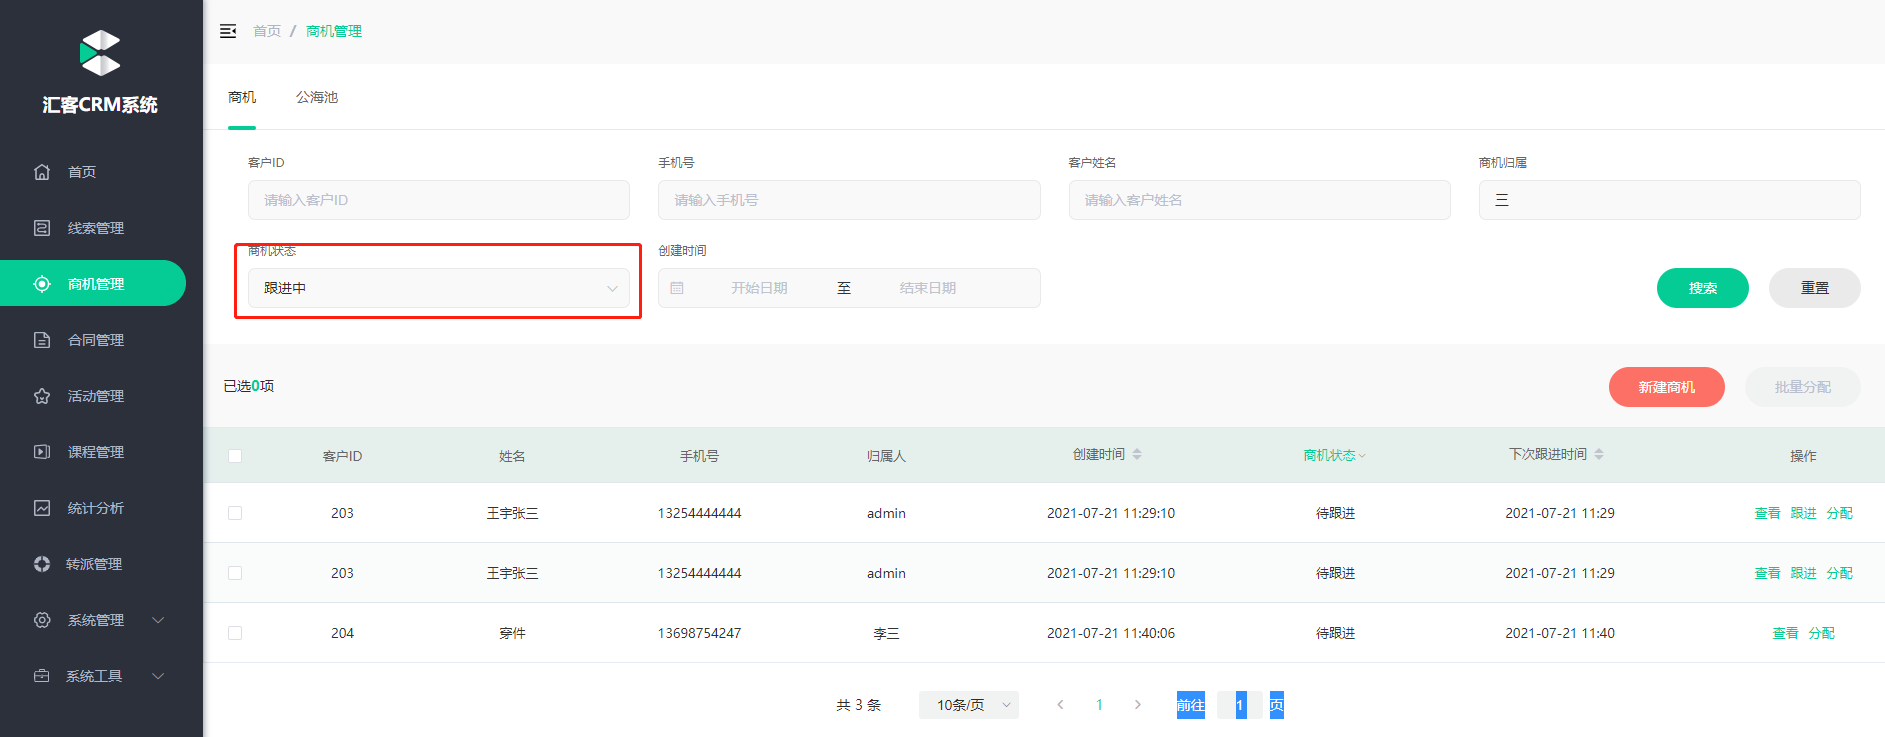 汇客CRM系统
首页
线索管理
商机管理
合同管理
活动管理
课程管理
统计分析
转派管理
系统管理
系统工具
首页 / 商机管理
商机 公海池
客户ID 手机号 客户姓名 商机归属
请输入客户ID 请输入手机号 请输入客户姓名 三
商机状态 创建时间
跟进中 开始日期 至 结束日期 搜索 重置
已选0项 新建商机 批量分配
客户ID 姓名 手机号 归属人 创建时间 商机状态 下次跟进时间 操作
203 王宇张三 13254444444 admin 2021-07-21 11:29:10 待跟进 2021-07-21 11:29 查看 跟进 分配
203 王宇张三 13254444444 admin 2021-07-21 11:29:10 待跟进 2021-07-21 11:29 查看 跟进 分配
204 穿件 13698754247 李三 2021-07-21 11:40:06 待跟进 2021-07-21 11:40 查看 分配
共 3 条 10条/页 1 前往 1 页